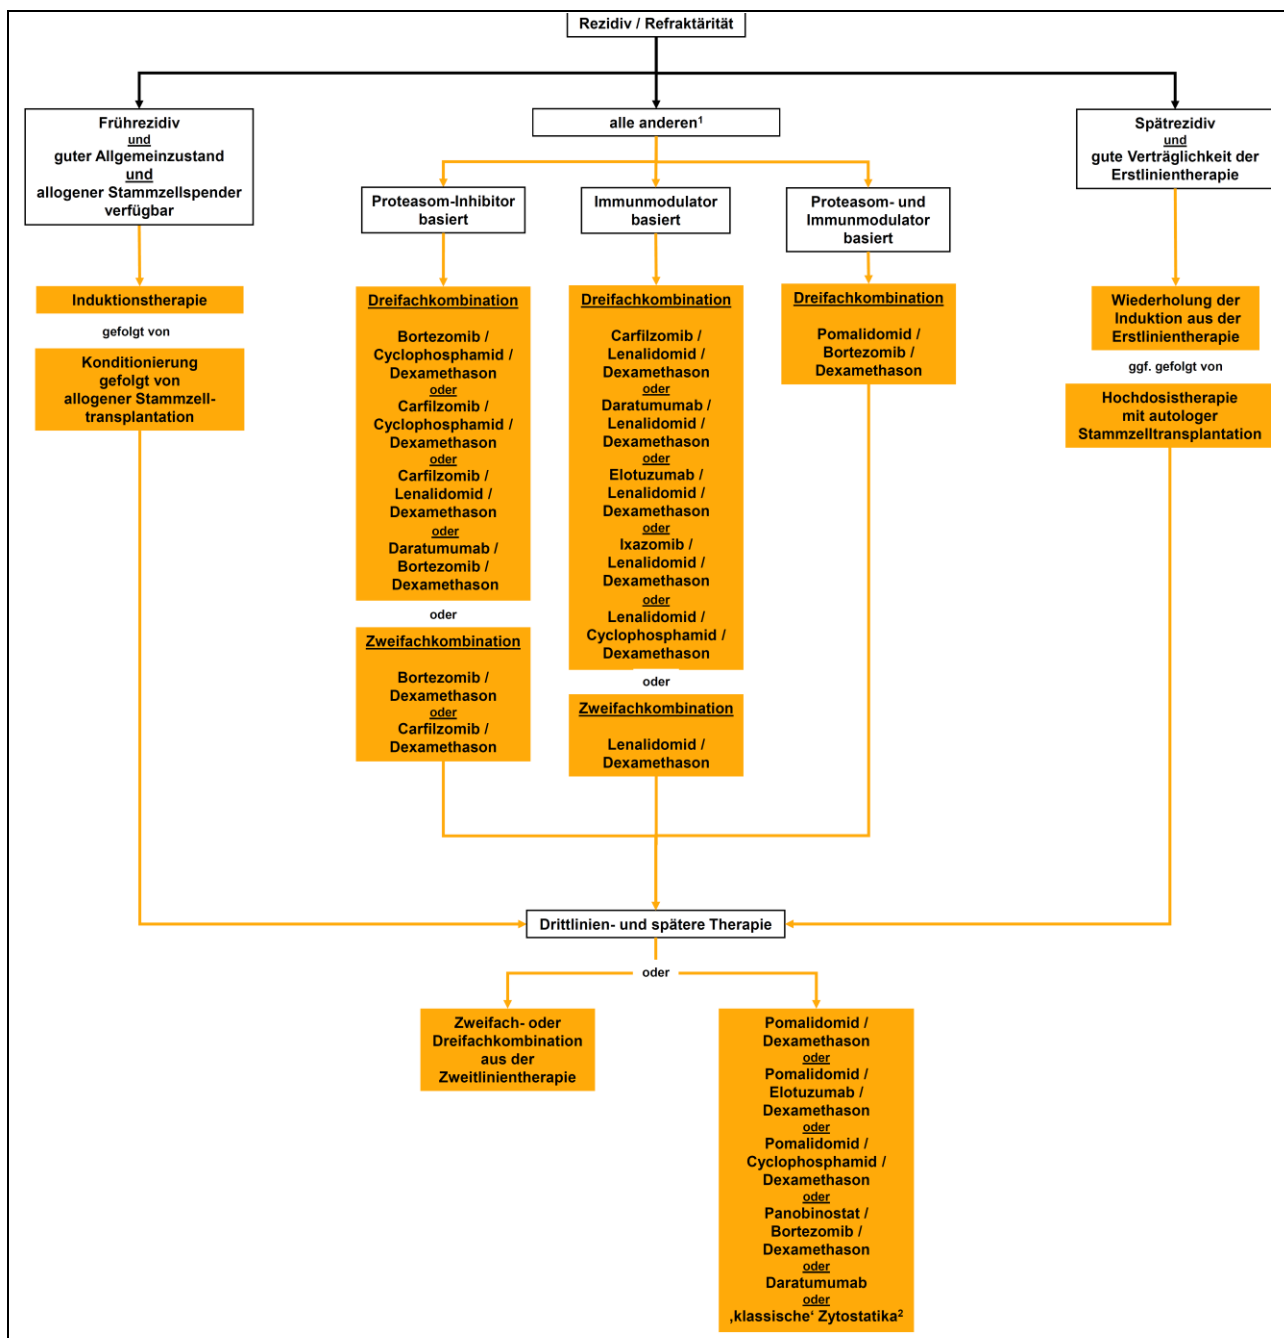 Rezidiv / Refraktärität
Frührezidiv
und
guter Allgemeinzustand
und
allogener Stammzellspender
verfügbar
alle anderen¹
Spätrezidiv
und
gute Verträglichkeit der
Erstlinientherapie
Proteasom-Inhibitor
basiert
Immunmodulator
basiert
Proteasom- und
Immunmodulator
basiert
Induktionstherapie
gefolgt von
Konditionierung
gefolgt von
allogener Stammzell-
transplantation
Dreifachkombination
Bortezomib /
Cyclophosphamid /
Dexamethason
oder
Carfilzomib /
Cyclophosphamid /
Dexamethason
oder
Carfilzomib /
Lenalidomid /
Dexamethason
oder
Daratumumab /
Bortezomib /
Dexamethason
oder
Zweifachkombination
Bortezomib /
Dexamethason
oder
Carfilzomib /
Dexamethason
Dreifachkombination
Carfilzomib /
Lenalidomid /
Dexamethason
oder
Daratumumab /
Lenalidomid /
Dexamethason
oder
Elotuzumab /
Lenalidomid /
Dexamethason
oder
Ixazomib /
Lenalidomid /
Dexamethason
oder
Lenalidomid /
Cyclophosphamid /
Dexamethason
oder
Zweifachkombination
Lenalidomid /
Dexamethason
Dreifachkombination
Pomalidomid /
Bortezomib /
Dexamethason
Wiederholung der
Induktion aus der
Erstlinientherapie
ggf. gefolgt von
Hochdosistherapie
mit autologer
Stammzelltransplantation
Drittlinien- und spätere Therapie
oder
Zweifach- oder
Dreifachkombination
aus der
Zweitlinientherapie
Pomalidomid /
Dexamethason
oder
Pomalidomid /
Elotuzumab /
Dexamethason
oder
Pomalidomid /
Cyclophosphamid /
Dexamethason
oder
Panobinostat /
Bortezomib /
Dexamethason
oder
Daratumumab
oder
‚klassische‘ Zytostatika²